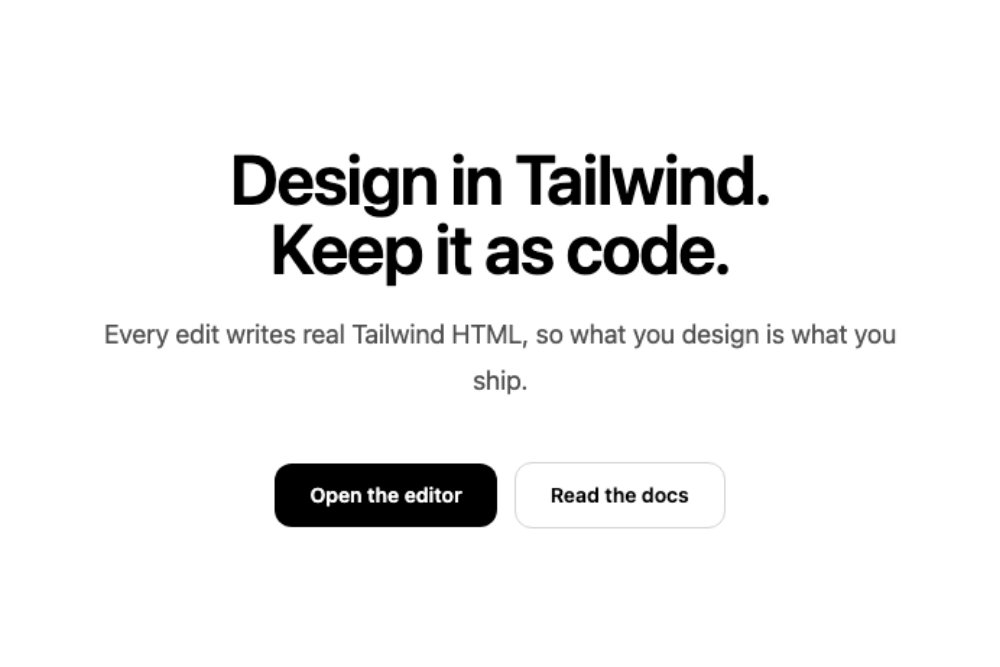 Design in Tailwind.
Keep it as code.
Every edit writes real Tailwind HTML, so what you design is what you
ship.
Open the editor
Read the docs